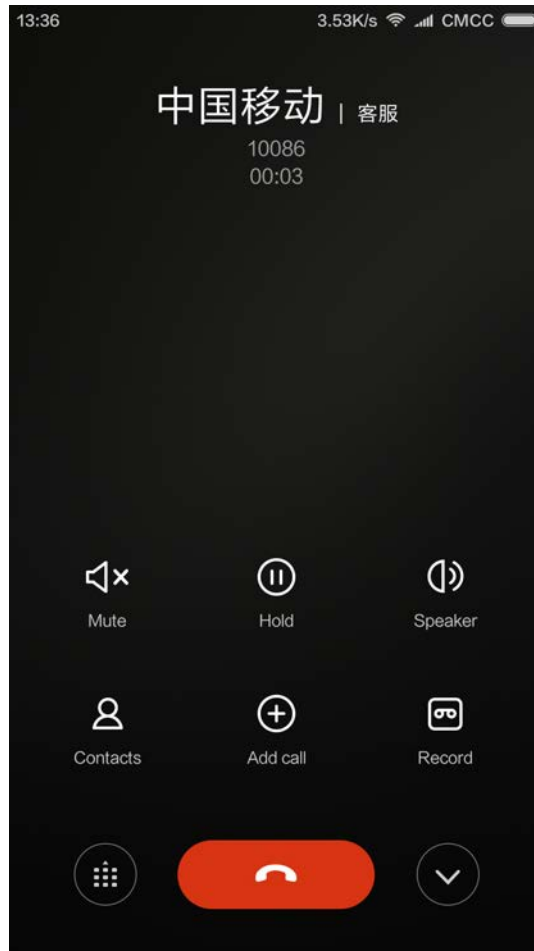 13:36 3.53K/s CMCC
中国移动 | 客服
10086
00:03
Mute Hold Speaker
Contacts Add call Record